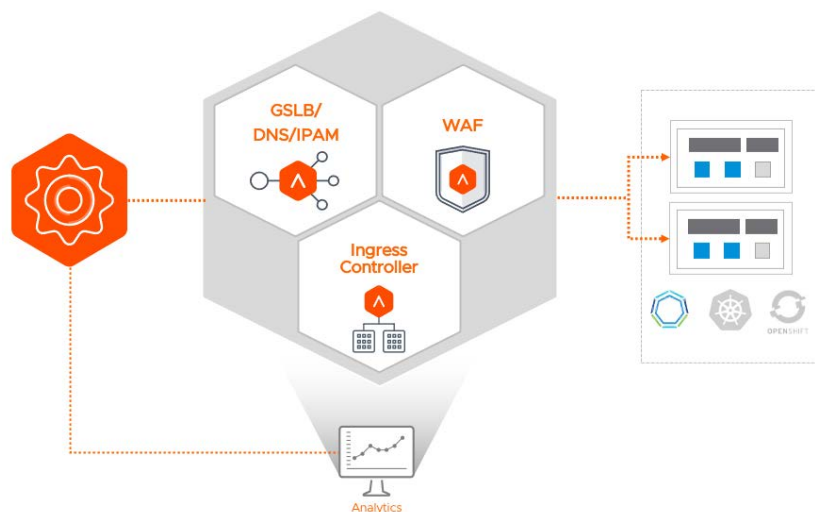 GSLB/
DNS/IPAM
WAF
Ingress
Controller
OPENSHIFT
Analytics